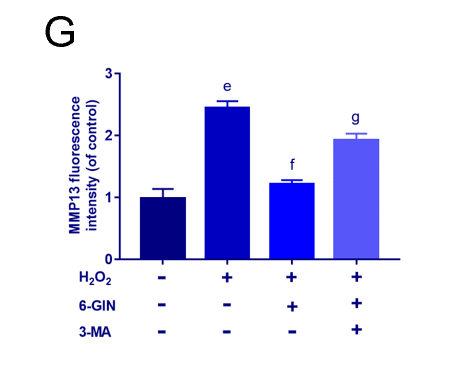 G
MMP13 fluorescence
intensity (of control)
3
2
1
0
e
f
g
H₂O₂ - + + +
6-GIN - - + +
3-MA - - - +